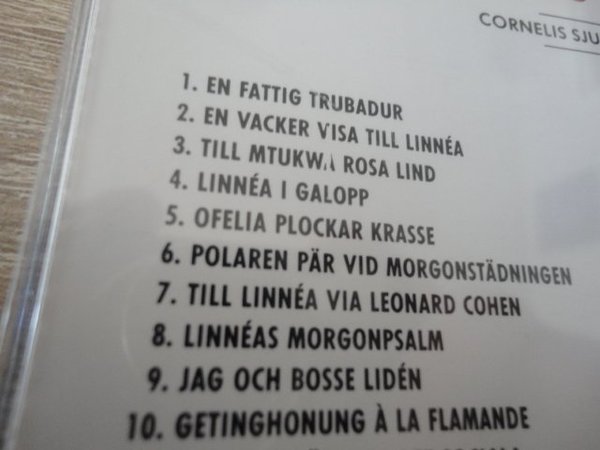 CORNELIS SJU
1. EN FATTIG TRUBADUR
2. EN VACKER VISA TILL LINNÉA
3. TILL MTUKWA ROSA LIND
4. LINNÉA I GALOPP
5. OFELIA PLOCKAR KRASSE
6. POLAREN PÄR VID MORGONSTÄDNINGEN
7. TILL LINNÉA VIA LEONARD COHEN
8. LINNÉAS MORGONPSALM
9. JAG OCH BOSSE LIDÉN
10. GETINGHONUNG À LA FLAMANDE